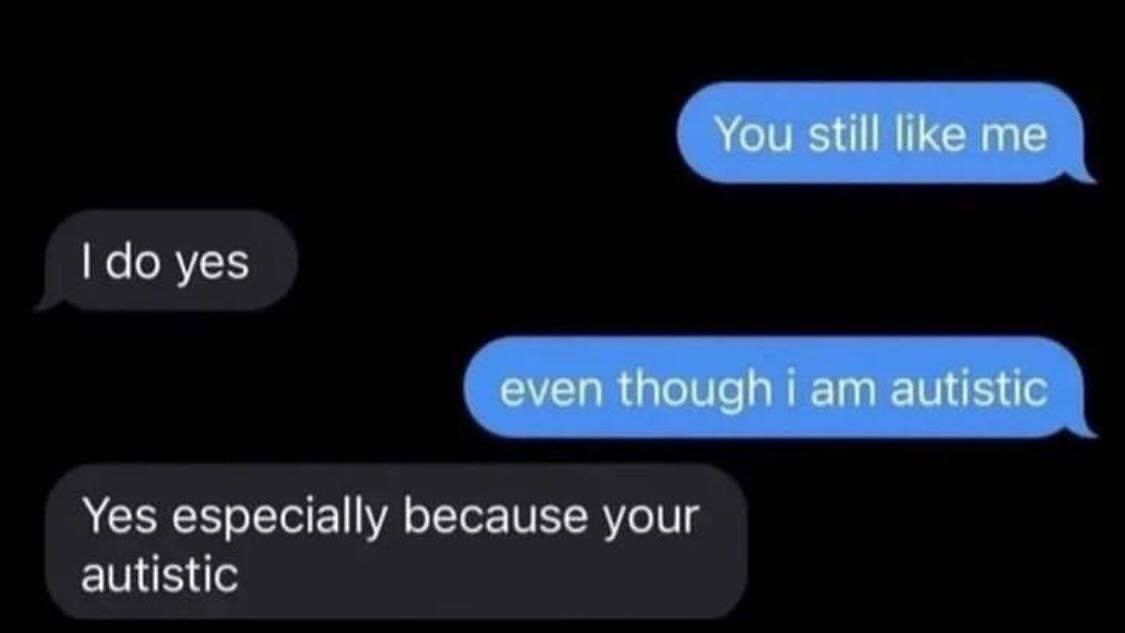 You still like me
I do yes
even though i am autistic
Yes especially because your
autistic